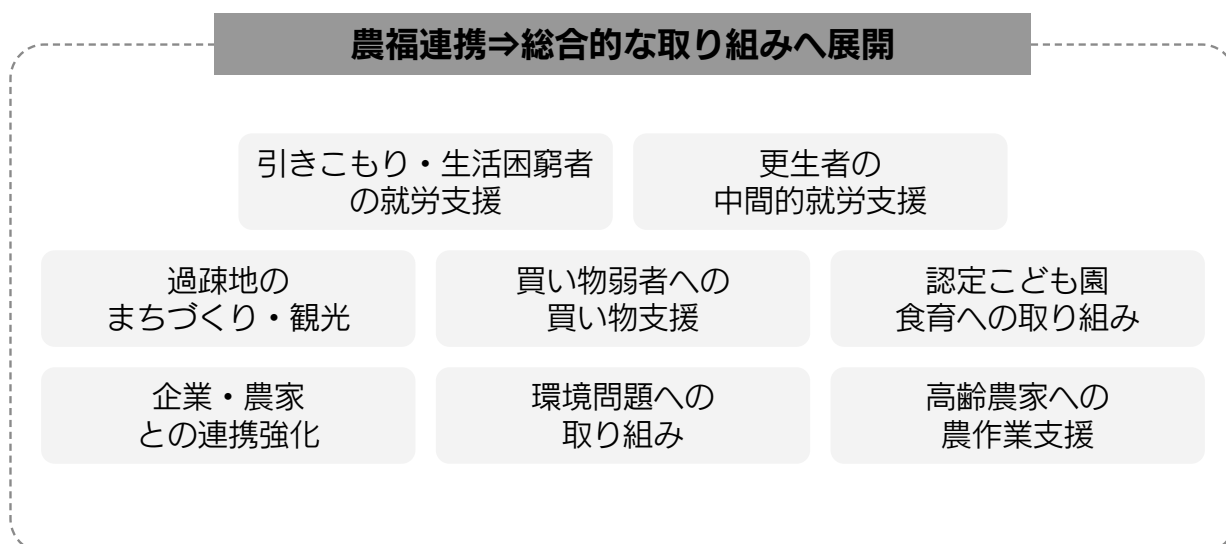 農福連携⇒総合的な取り組みへ展開
引きこもり・生活困窮者
の就労支援
更生者の
中間的就労支援
過疎地の
まちづくり・観光
買い物弱者への
買い物支援
認定こども園
食育への取り組み
企業・農家
との連携強化
環境問題への
取り組み
高齢農家への
農作業支援